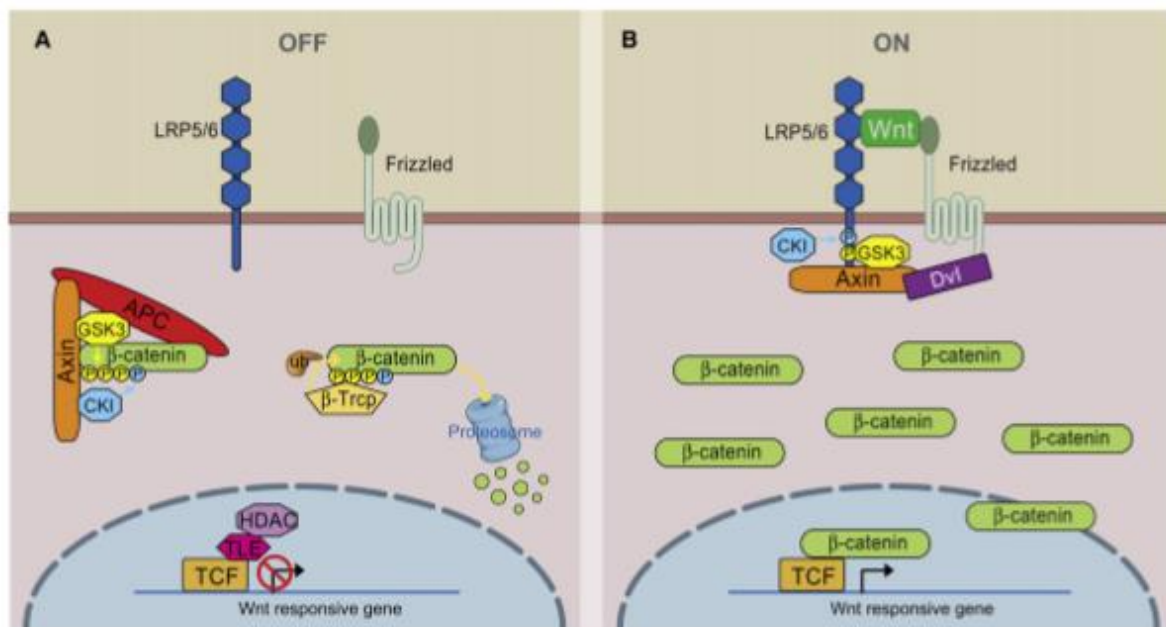 A
OFF
LRP5/6
Frizzled
APC
GSK3
Axin
β-catenin
P P P P
CKI
ub
β-catenin
P P P P
β-Trcp
Proteosome
HDAC
TLE
TCF
Wnt responsive gene
B
ON
LRP5/6
Wnt
Frizzled
CKI
P
P
GSK3
Axin
Dvl
β-catenin
β-catenin
β-catenin
β-catenin
β-catenin
β-catenin
β-catenin
TCF
Wnt responsive gene